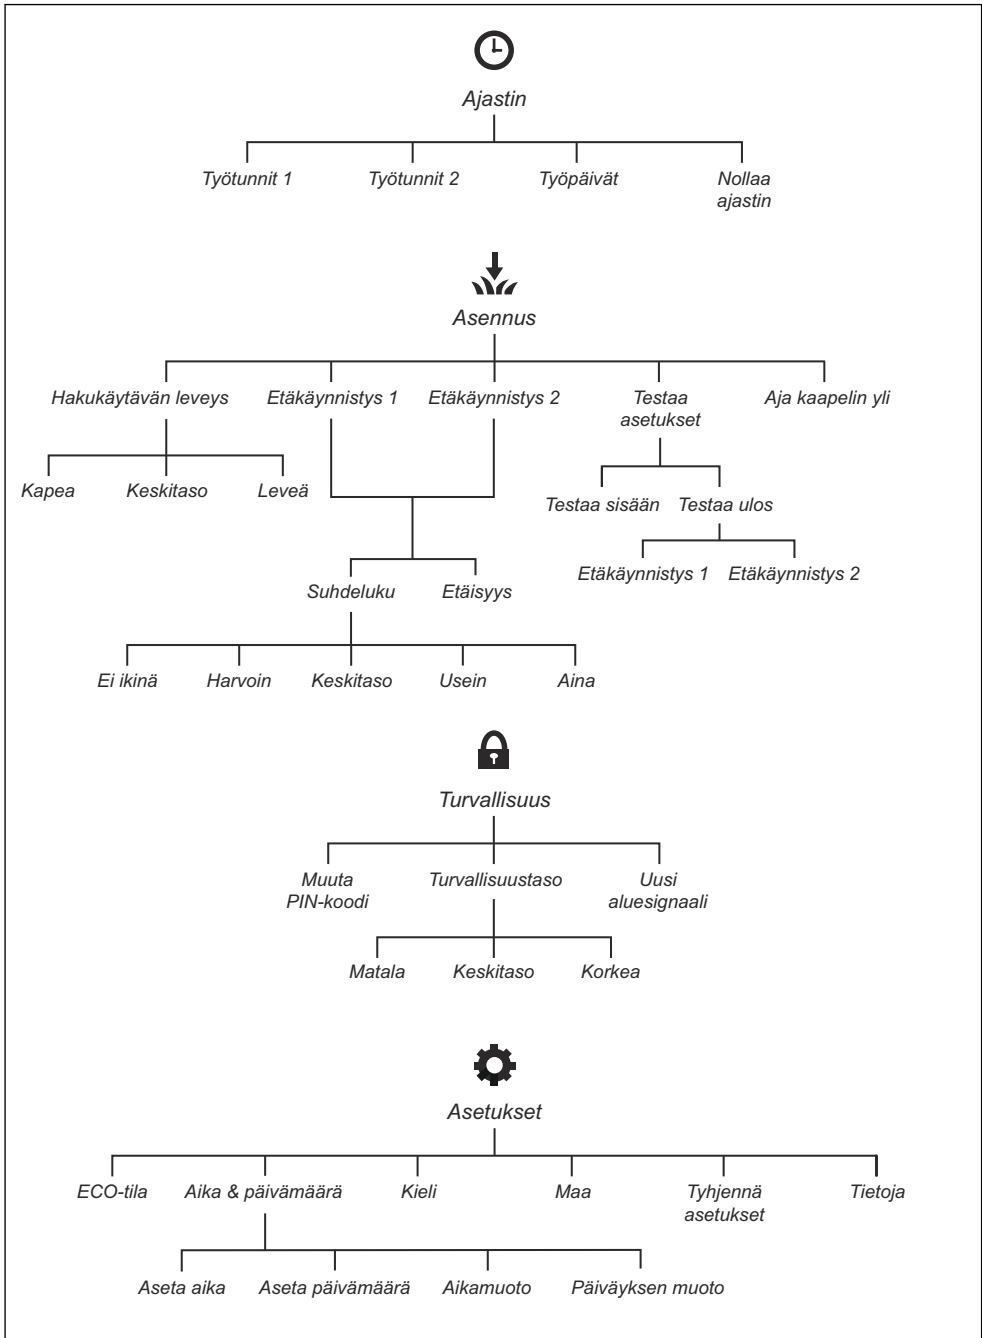 Ajastin
Työtunnit 1
Työtunnit 2
Työpäivät
Nollaa
ajastin
Asennus
Hakukäytävän leveys
Etäkäynnistys 1
Etäkäynnistys 2
Testaa
asetukset
Aja kaapelin yli
Kapea
Keskitaso
Leveä
Testaa sisään
Testaa ulos
Etäkäynnistys 1
Etäkäynnistys 2
Suhdeluku
Etäisyys
Ei ikinä
Harvoin
Keskitaso
Usein
Aina
Turvallisuus
Muuta
PIN-koodi
Turvallisuustaso
Uusi
aluesignaali
Matala
Keskitaso
Korkea
Asetukset
ECO-tila
Aika & päivämäärä
Kieli
Maa
Tyhjennä
asetukset
Tietoja
Aseta aika
Aseta päivämäärä
Aikamuoto
Päiväyksen muoto